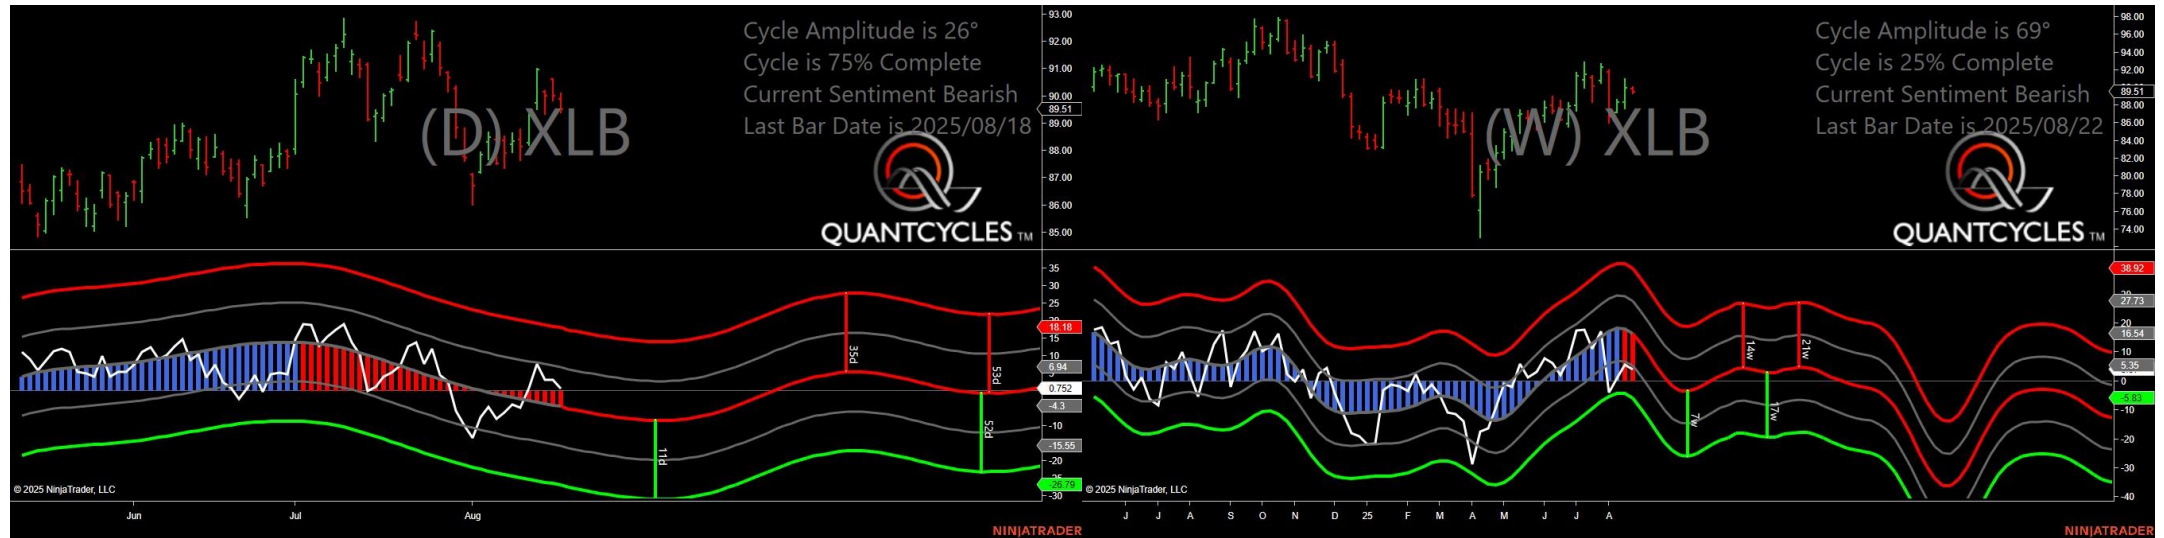 Cycle Amplitude is 26°
Cycle is 75% Complete
Current Sentiment Bearish
Last Bar Date is 2025/08/18
(D) XLB
QUANTCYCLES TM
93.00
92.00
91.00
90.00
89.51
89.00
88.00
87.00
86.00
85.00
35
30
25
18.18
15
10
6.94
0.752
-4.3
-10
-15.55
-20
-26.79
-30
11d
35d
53d
52d
© 2025 NinjaTrader, LLC
Jun
Jul
Aug
NINJATRADER
Cycle Amplitude is 69°
Cycle is 25% Complete
Current Sentiment Bearish
Last Bar Date is 2025/08/22
(W) XLB
QUANTCYCLES TM
98.00
96.00
94.00
92.00
89.51
88.00
86.00
84.00
82.00
80.00
78.00
76.00
74.00
38.92
27.73
20
16.54
10
5.35
0
-5.83
-10
-20
-30
-40
7w
14w
17w
21w
© 2025 NinjaTrader, LLC
J J A S O N D 25 F M A M J J A
NINJATRADER